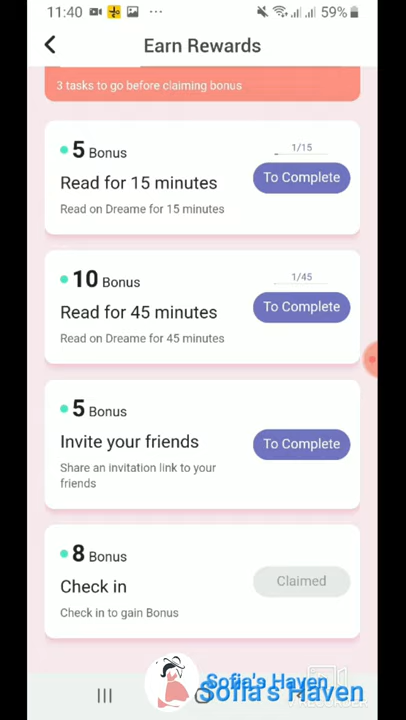 11:40
59%
Earn Rewards
3 tasks to go before claiming bonus
5 Bonus
1/15
Read for 15 minutes
To Complete
Read on Dreame for 15 minutes
10 Bonus
1/45
Read for 45 minutes
To Complete
Read on Dreame for 45 minutes
5 Bonus
Invite your friends
To Complete
Share an invitation link to your
friends
8 Bonus
Check in
Claimed
Check in to gain Bonus
Sofia's Haven
Sofia's Haven
RECORDER